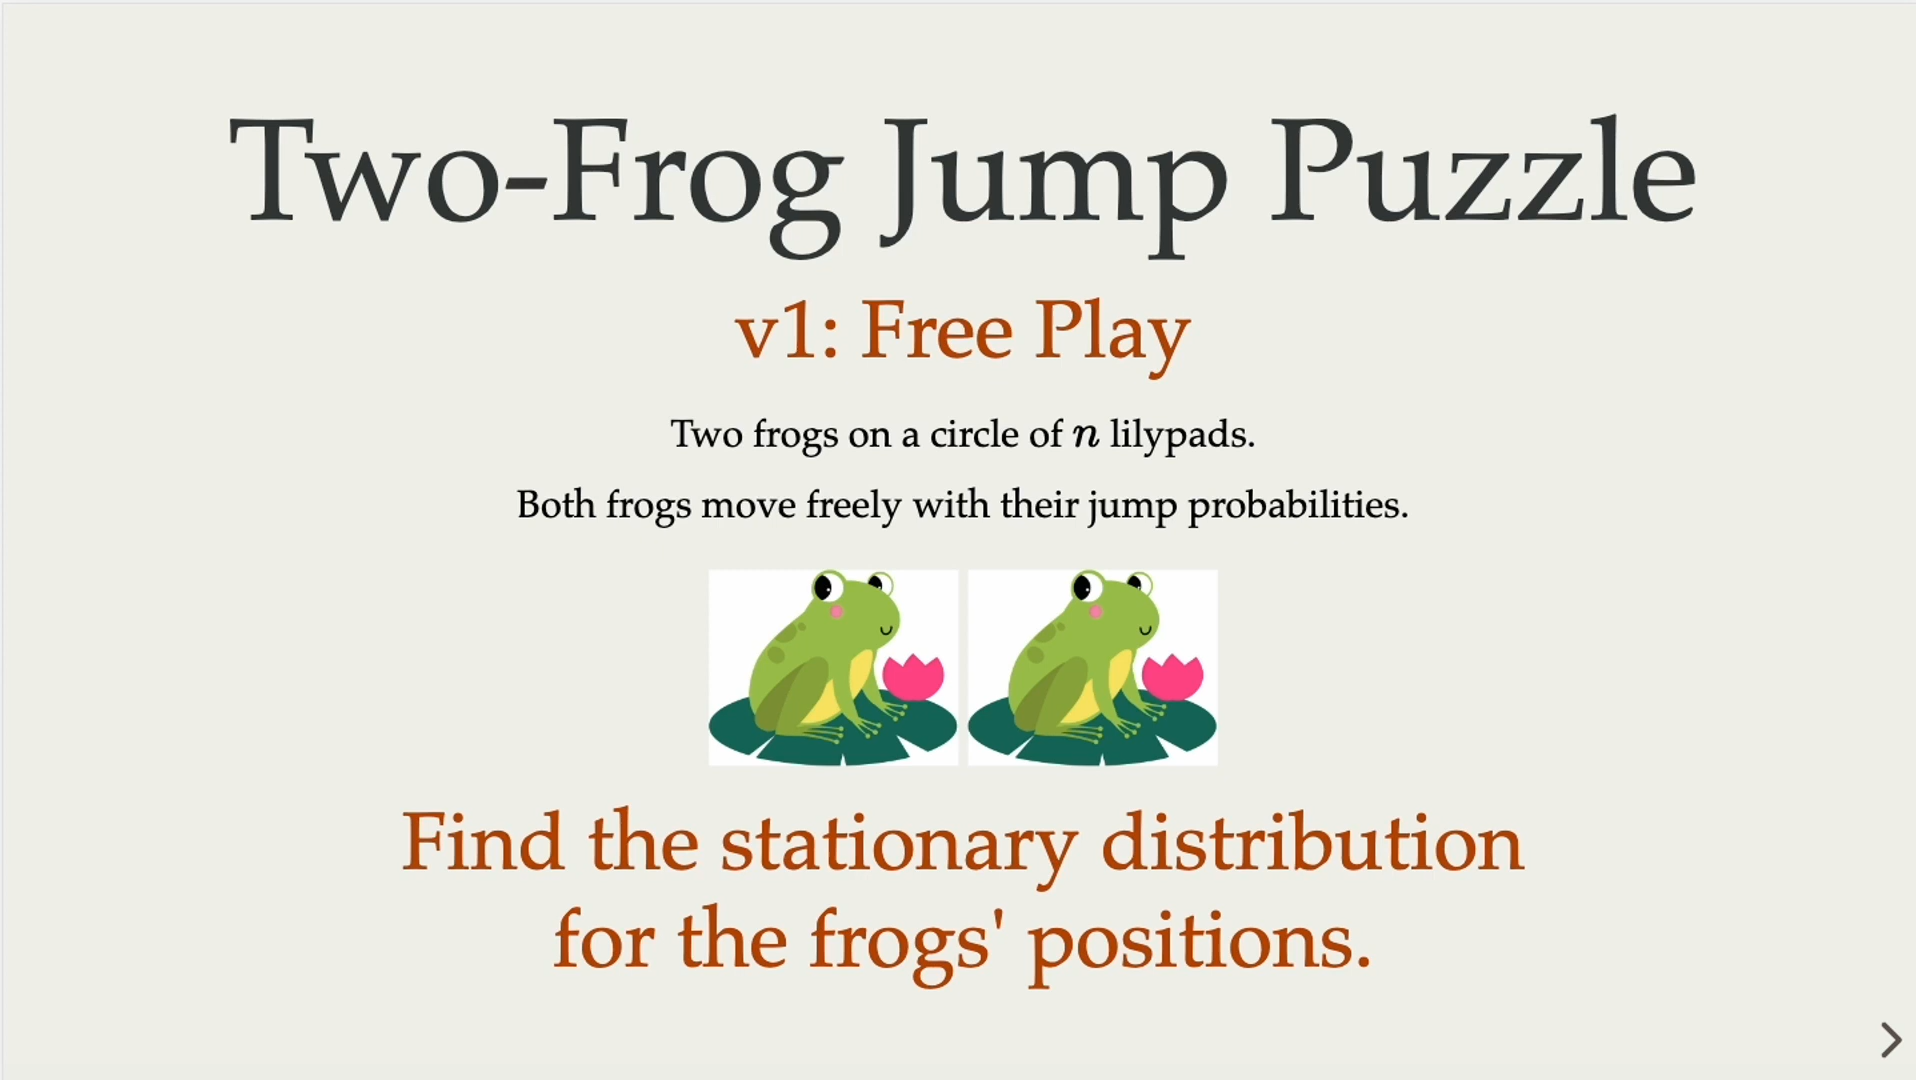 Two-Frog Jump Puzzle
v1: Free Play
Two frogs on a circle of n lilypads.
Both frogs move freely with their jump probabilities.
Find the stationary distribution
for the frogs' positions.